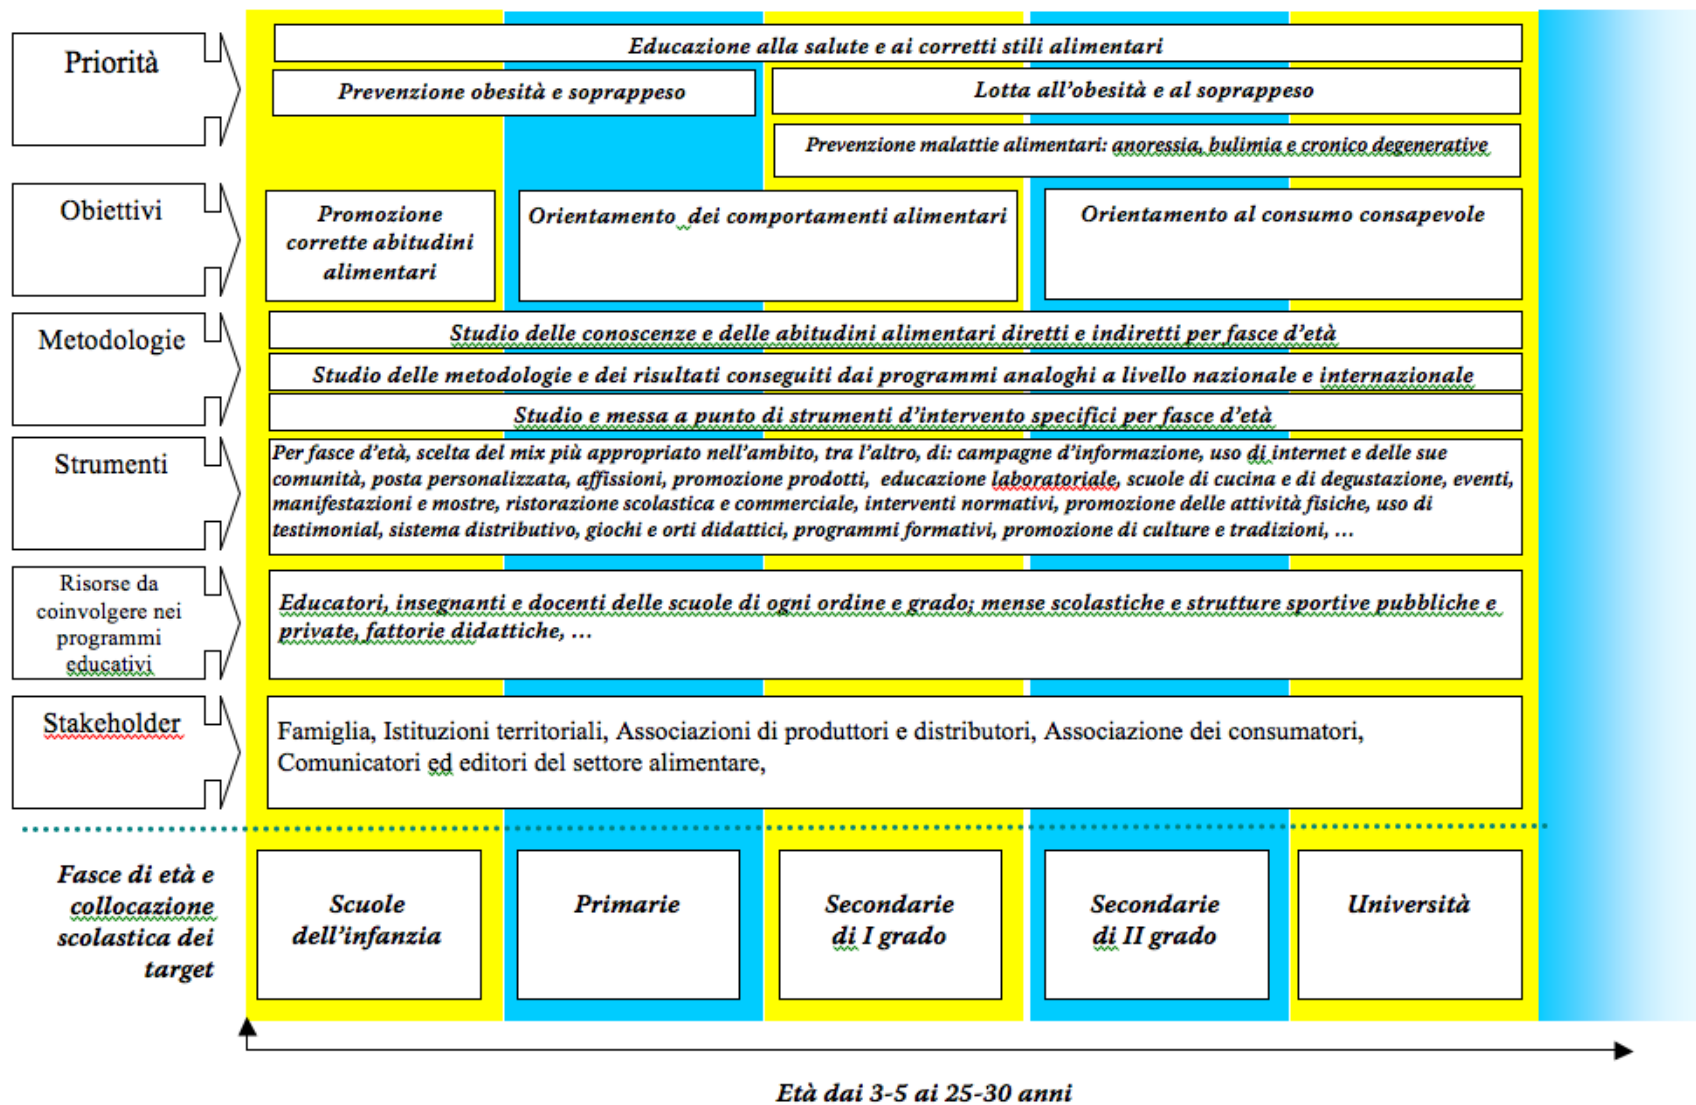 Priorità
Educazione alla salute e ai corretti stili alimentari
Prevenzione obesità e soprappeso
Lotta all'obesità e al soprappeso
Prevenzione malattie alimentari: anoressia, bulimia e cronico degenerative
Obiettivi
Promozione
corrette abitudini
alimentari
Orientamento dei comportamenti alimentari
Orientamento al consumo consapevole
Metodologie
Studio delle conoscenze e delle abitudini alimentari diretti e indiretti per fasce d'età
Studio delle metodologie e dei risultati conseguiti dai programmi analoghi a livello nazionale e internazionale
Studio e messa a punto di strumenti d'intervento specifici per fasce d'età
Strumenti
Per fasce d'età, scelta del mix più appropriato nell'ambito, tra l'altro, di: campagne d'informazione, uso di internet e delle sue
comunità, posta personalizzata, affissioni, promozione prodotti, educazione laboratoriale, scuole di cucina e di degustazione, eventi,
manifestazioni e mostre, ristorazione scolastica e commerciale, interventi normativi, promozione delle attività fisiche, uso di
testimonial, sistema distributivo, giochi e orti didattici, programmi formativi, promozione di culture e tradizioni, ...
Risorse da
coinvolgere nei
programmi
educativi
Educatori, insegnanti e docenti delle scuole di ogni ordine e grado; mense scolastiche e strutture sportive pubbliche e
private, fattorie didattiche, ...
Stakeholder
Famiglia, Istituzioni territoriali, Associazioni di produttori e distributori, Associazione dei consumatori,
Comunicatori ed editori del settore alimentare,
Fasce di età e
collocazione
scolastica dei
target
Scuole
dell'infanzia
Primarie
Secondarie
di I grado
Secondarie
di II grado
Università
Età dai 3-5 ai 25-30 anni